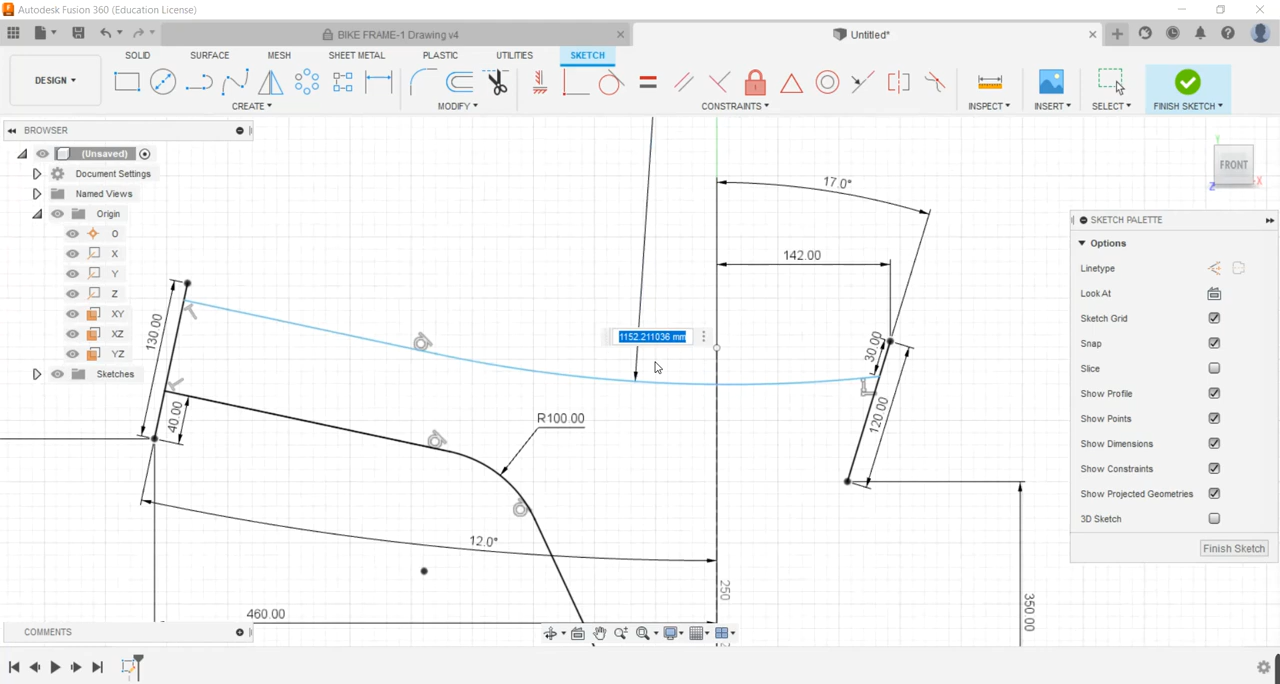 Autodesk Fusion 360 (Education License)
BIKE FRAME-1 Drawing v4
Untitled*
SOLID
SURFACE
MESH
SHEET METAL
PLASTIC
UTILITIES
SKETCH
DESIGN
CREATE
MODIFY
CONSTRAINTS
INSPECT
INSERT
SELECT
FINISH SKETCH
BROWSER
(Unsaved)
Document Settings
Named Views
Origin
O
X
Y
Z
XY
XZ
YZ
Sketches
FRONT
Y
X
Z
SKETCH PALETTE
Options
Linetype
Look At
Sketch Grid
Snap
Slice
Show Profile
Show Points
Show Dimensions
Show Constraints
Show Projected Geometries
3D Sketch
Finish Sketch
17.0°
142.00
130.00
1152.211036 mm
30.00
40.00
R100.00
120.00
12.0°
250
460.00
350.00
COMMENTS